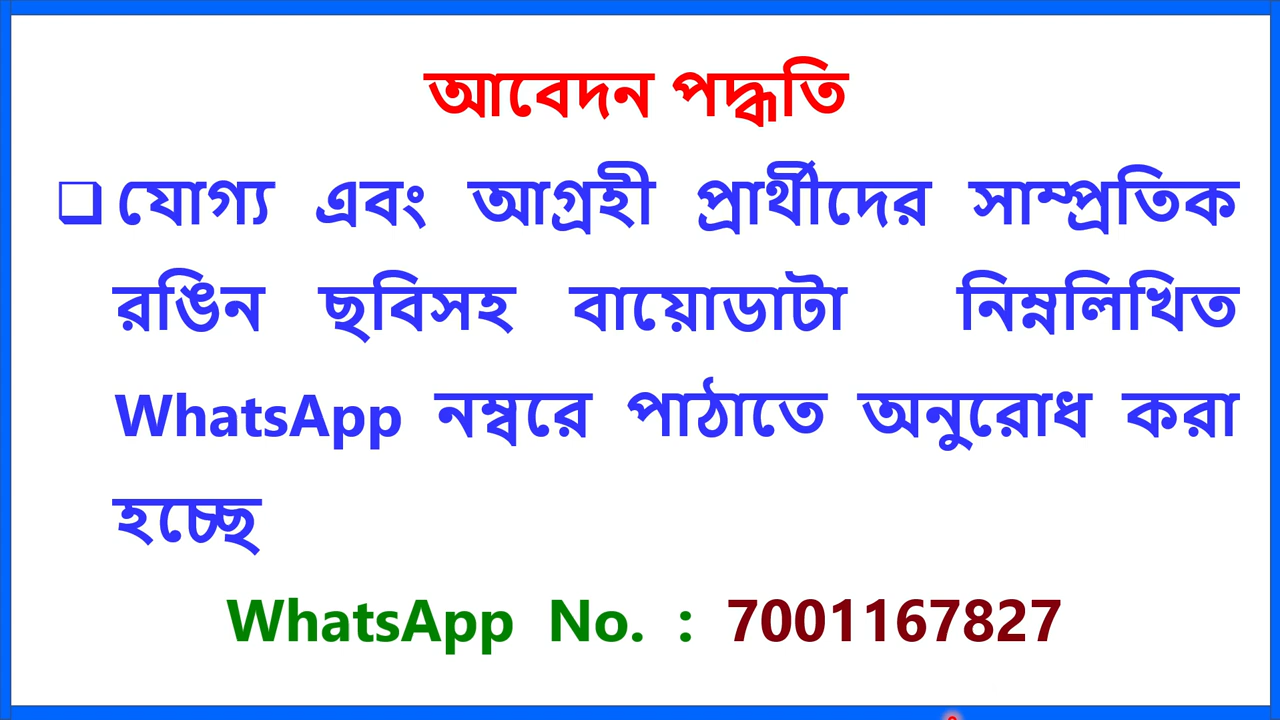 আবেদন পদ্ধতি
❑ যোগ্য এবং আগ্রহী প্রার্থীদের সাম্প্রতিক
রঙিন ছবিসহ বায়োডাটা নিম্নলিখিত
WhatsApp নম্বরে পাঠাতে অনুরোধ করা
হচ্ছে
WhatsApp No. : 7001167827